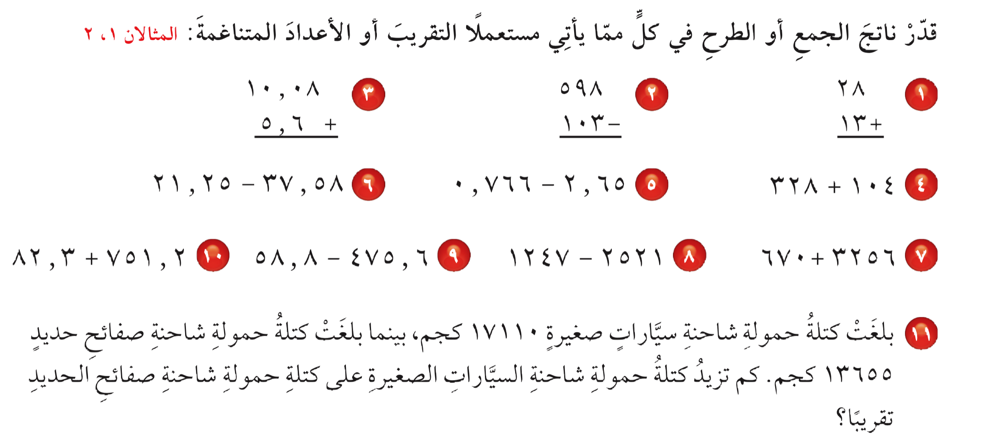 قدّرْ ناتجَ الجمعِ أو الطرحِ في كلٍّ ممّا يأتِي مستعملًا التقريبَ أو الأعدادَ المتناغمةَ: المثالان ١، ٢
١ ٢٨ ٢ ٥٩٨ ٣ ١٠,٠٨
+ ١٣ − ١٠٣ + ٥,٦
٤ ١٠٤ + ٣٢٨ ٥ ٢,٦٥ − ٠,٧٦٦ ٦ ٣٧,٥٨ − ٢١,٢٥
٧ ٣٢٥٦ + ٦٧٠ ٨ ٢٥٢١ − ١٢٤٧ ٩ ٤٧٥,٦ − ٥٨,٨ ١٠ ٧٥١,٢ + ٨٢,٣
١١ بلغَتْ كتلةُ حمولةِ شاحنةِ سيَّاراتٍ صغيرةٍ ١٧١١٠ كجم، بينما بلغَتْ كتلةُ حمولةِ شاحنةِ صفائحِ حديدٍ
١٣٦٥٥ كجم. كم تزيدُ كتلةُ حمولةِ شاحنةِ السيَّاراتِ الصغيرةِ على كتلةِ حمولةِ شاحنةِ صفائحِ الحديدِ
تقريبًا؟